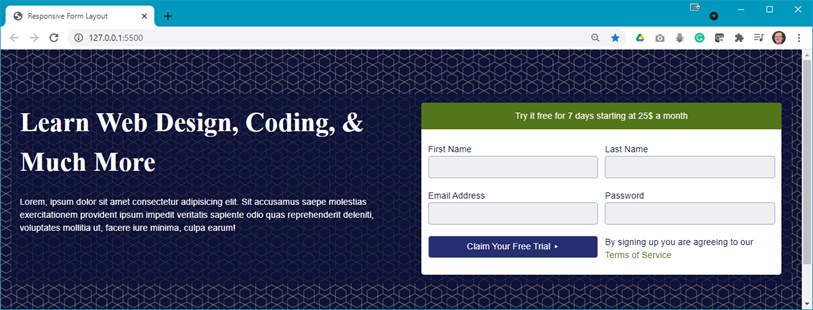 Responsive Form Layout
127.0.0.1:5500
Learn Web Design, Coding, &
Much More
Lorem, ipsum dolor sit amet consectetur adipisicing elit. Sit accusamus saepe molestias
exercitationem provident ipsum impedit veritatis sapiente odio quas reprehenderit deleniti,
voluptates mollitia ut, facere iure minima, culpa earum!
Try it free for 7 days starting at 25$ a month
First Name
Last Name
Email Address
Password
Claim Your Free Trial ▸
By signing up you are agreeing to our
Terms of Service